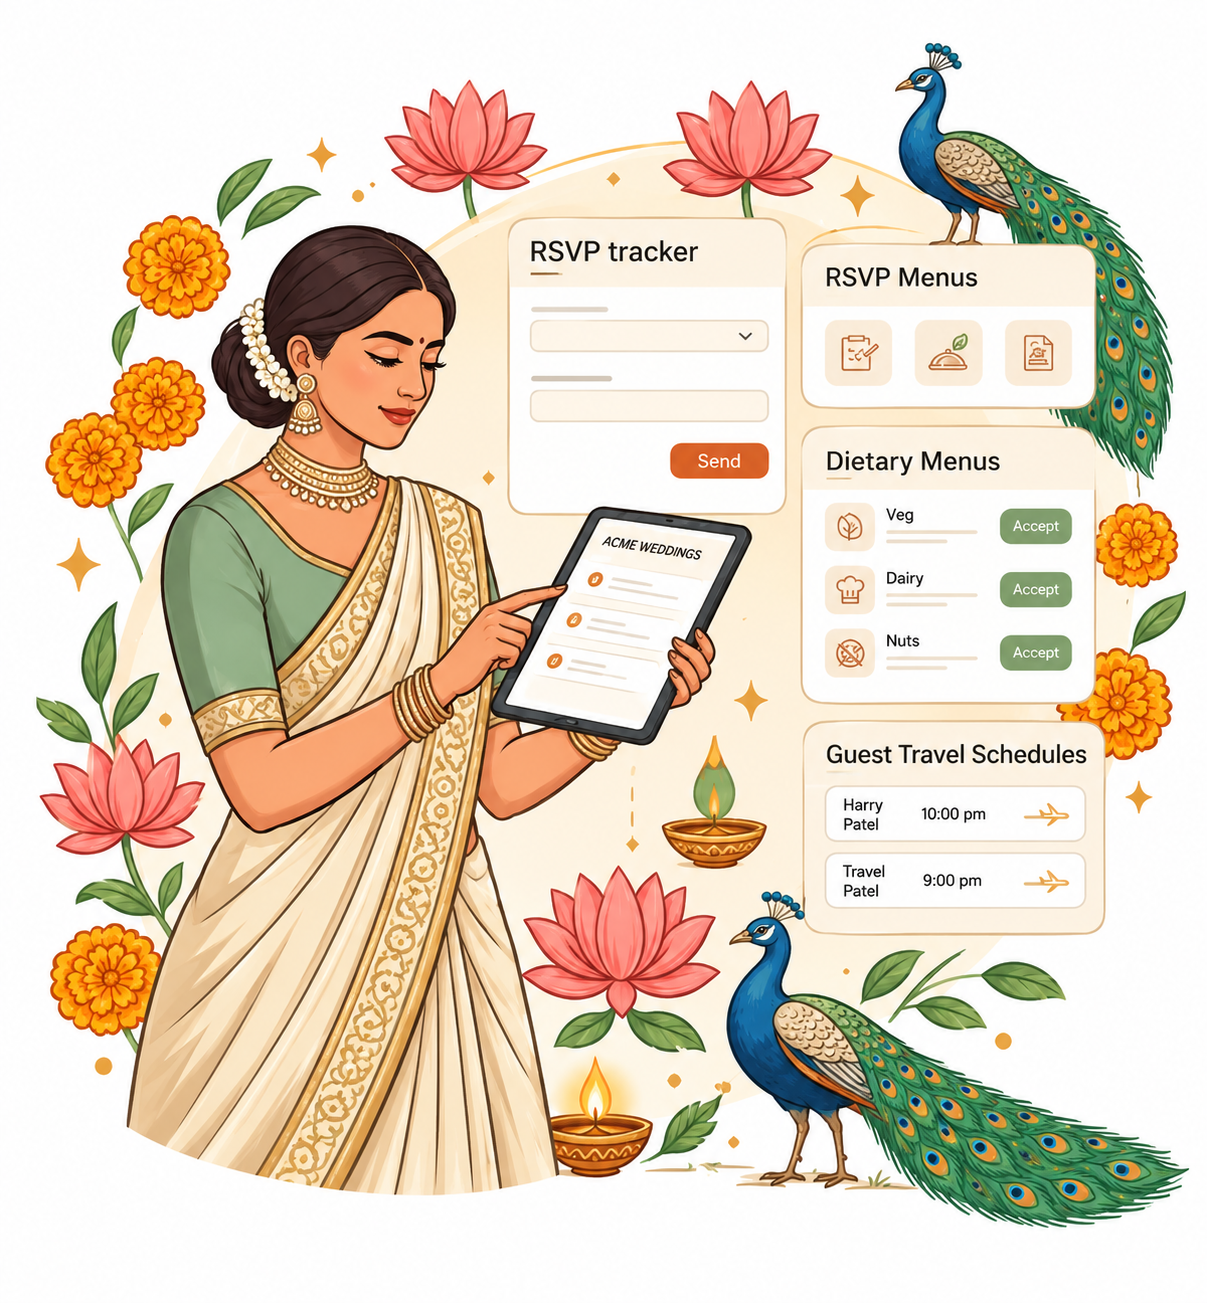 RSVP tracker
Send
ACME WEDDINGS
RSVP Menus
Dietary Menus
Veg
Accept
Dairy
Accept
Nuts
Accept
Guest Travel Schedules
Harry
Patel
10:00 pm
Travel
Patel
9:00 pm